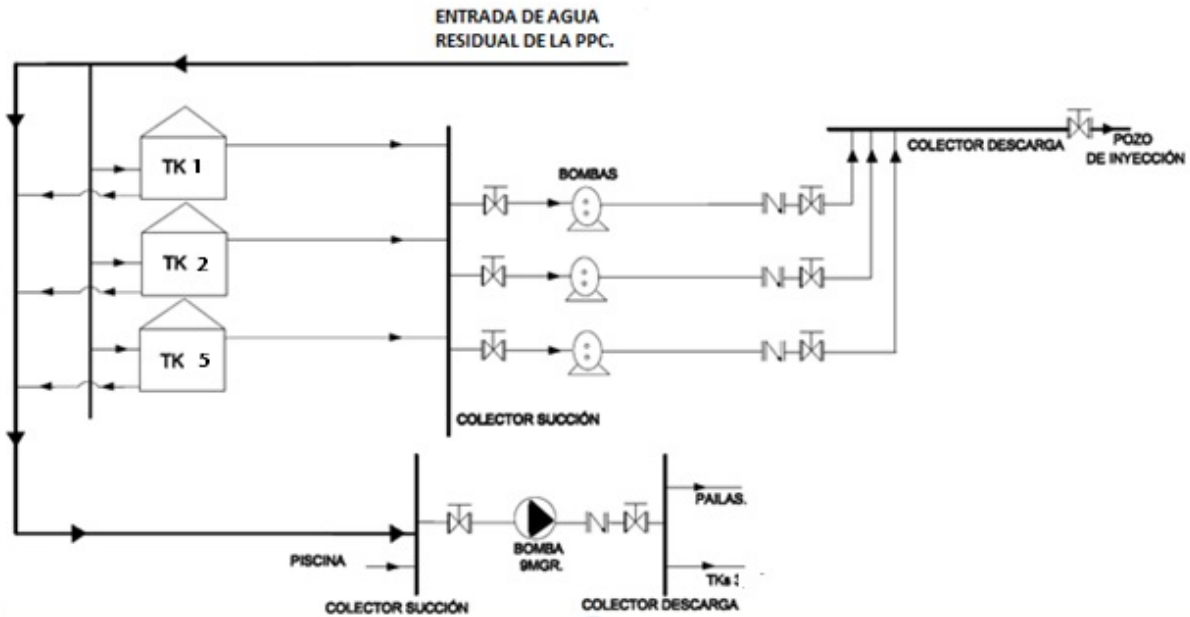 ENTRADA DE AGUA
RESIDUAL DE LA PPC.
TK 1
TK 2
TK 5
BOMBAS
COLECTOR DESCARGA
POZO
DE INYECCIÓN
COLECTOR SUCCIÓN
PISCINA
COLECTOR SUCCIÓN
BOMBA
9MGR.
PAILAS.
TKs
COLECTOR DESCARGA